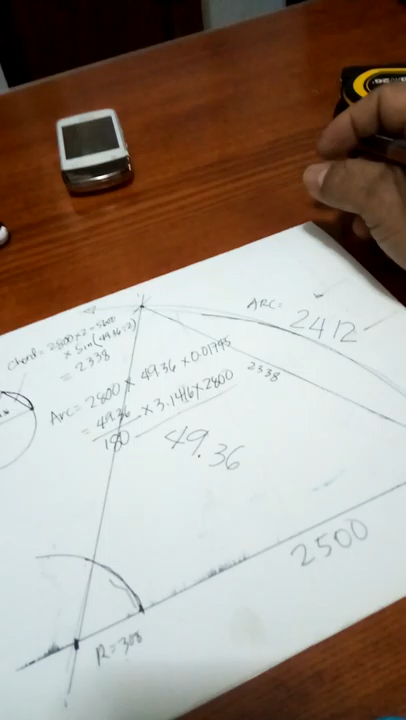 Chord = 2800 x 2 = 5600
x Sin(49.36÷2)
= 2338
Arc = 2800 x 49.36 x 0.01745
= 49.36/180 x 3.1416 x 2800
49.36
ARC=
2412
2338
2500
R=300